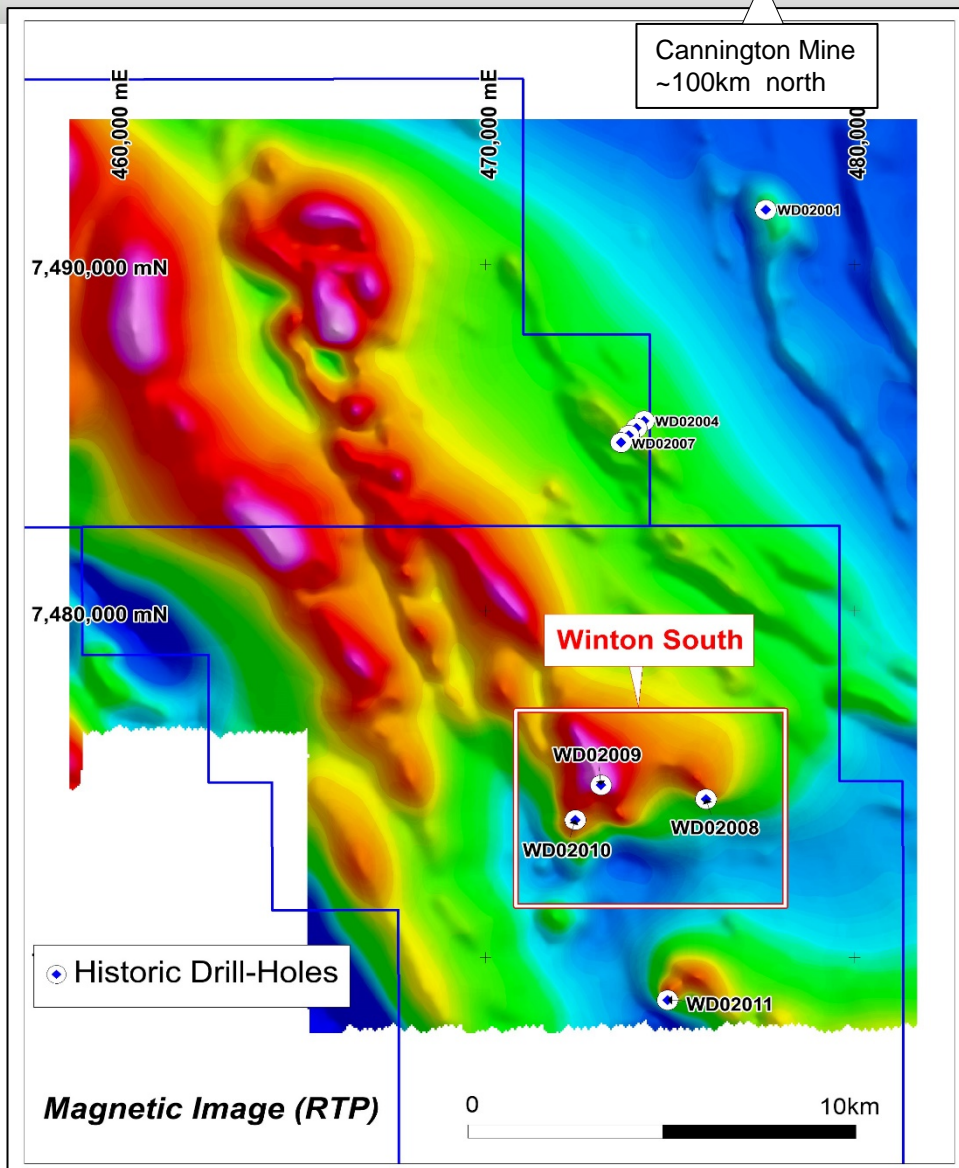 Cannington Mine
~100km north
460,000 mE
470,000 mE
480,000
WD02001
7,490,000 mN
WD02004
WD02007
7,480,000 mN
Winton South
WD02009
WD02008
WD02010
Historic Drill-Holes
WD02011
Magnetic Image (RTP)
0
10km